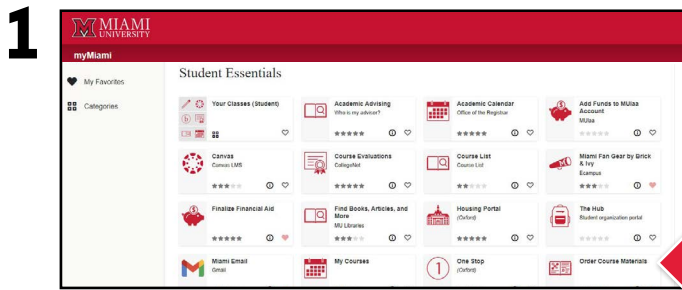 1
MIAMI
UNIVERSITY
myMiami
My Favorites
Categories
Student Essentials
Your Classes (Student)
Academic Advising
Who is my adviser?
Academic Calendar
Office of the Registrar
Add Funds to MUlaa
Account
MUlaa
Canvas
Canvas LMS
Course Evaluations
CollegeNet
Course List
Course List
Miami Fan Gear by Brick
& Ivy
Ecampus
Finalize Financial Aid
Find Books, Articles, and
More
MU Libraries
Housing Portal
(Oxford)
The Hub
Student organization portal
Miami Email
Gmail
My Courses
1
One Stop
(Oxford)
Order Course Materials